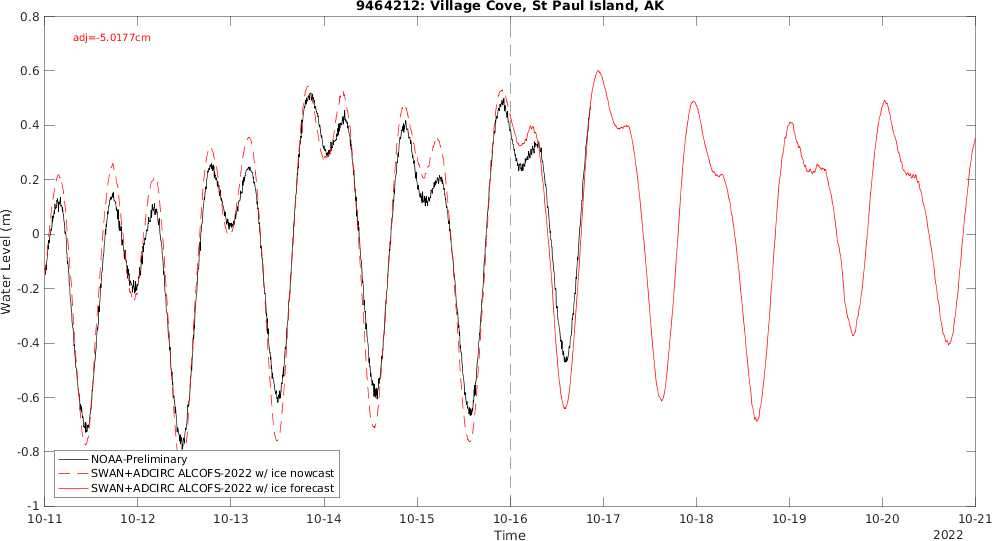 9464212: Village Cove, St Paul Island, AK
adj=-5.0177cm
0.8
0.6
0.4
0.2
0
-0.2
-0.4
-0.6
-0.8
-1
Water Level (m)
NOAA-Preliminary
SWAN+ADCIRC ALCOFS-2022 w/ ice nowcast
SWAN+ADCIRC ALCOFS-2022 w/ ice forecast
10-11 10-12 10-13 10-14 10-15 10-16 10-17 10-18 10-19 10-20 10-21
Time
2022